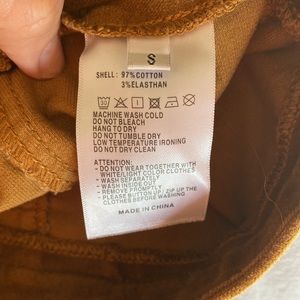 S
SHELL: 97%COTTON
3%ELASTHAN
MACHINE WASH COLD
DO NOT BLEACH
HANG TO DRY
DO NOT TUMBLE DRY
LOW TEMPERATURE IRONING
DO NOT DRY CLEAN
ATTENTION:
- DO NOT WEAR TOGETHER WITH
WHITE/LIGHT COLOR CLOTHES
- WASH SEPARATELY
- WASH INSIDE OUT
- REMOVE PROMPTLY
- PLEASE BUTTON UP/ ZIP UP THE
CLOTHES BEFORE WASHING
MADE IN CHINA